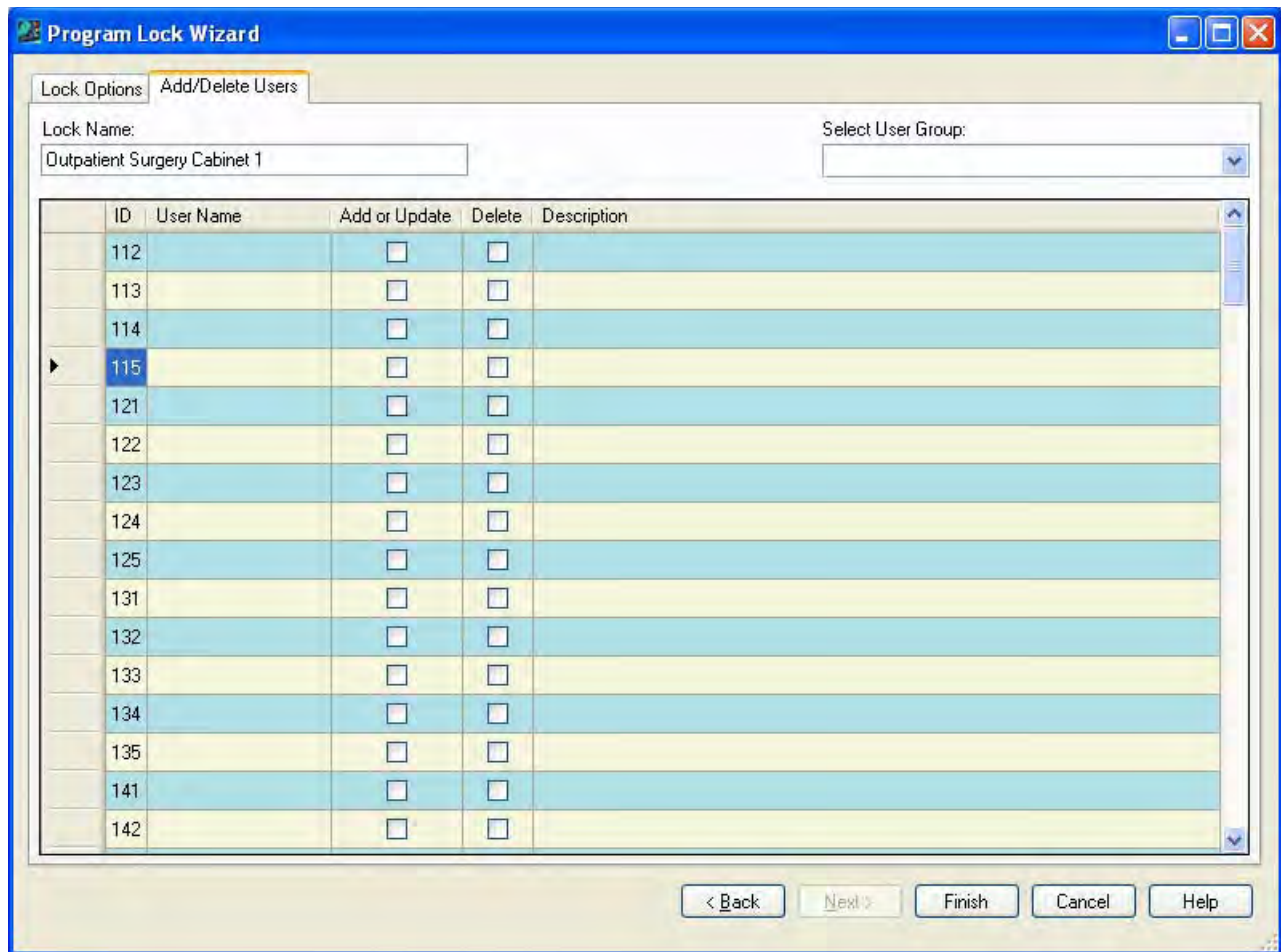 Program Lock Wizard
Lock Options Add/Delete Users
Lock Name: Select User Group:
Outpatient Surgery Cabinet 1
ID User Name Add or Update Delete Description
112
113
114
115
121
122
123
124
125
131
132
133
134
135
141
142
< Back Next > Finish Cancel Help